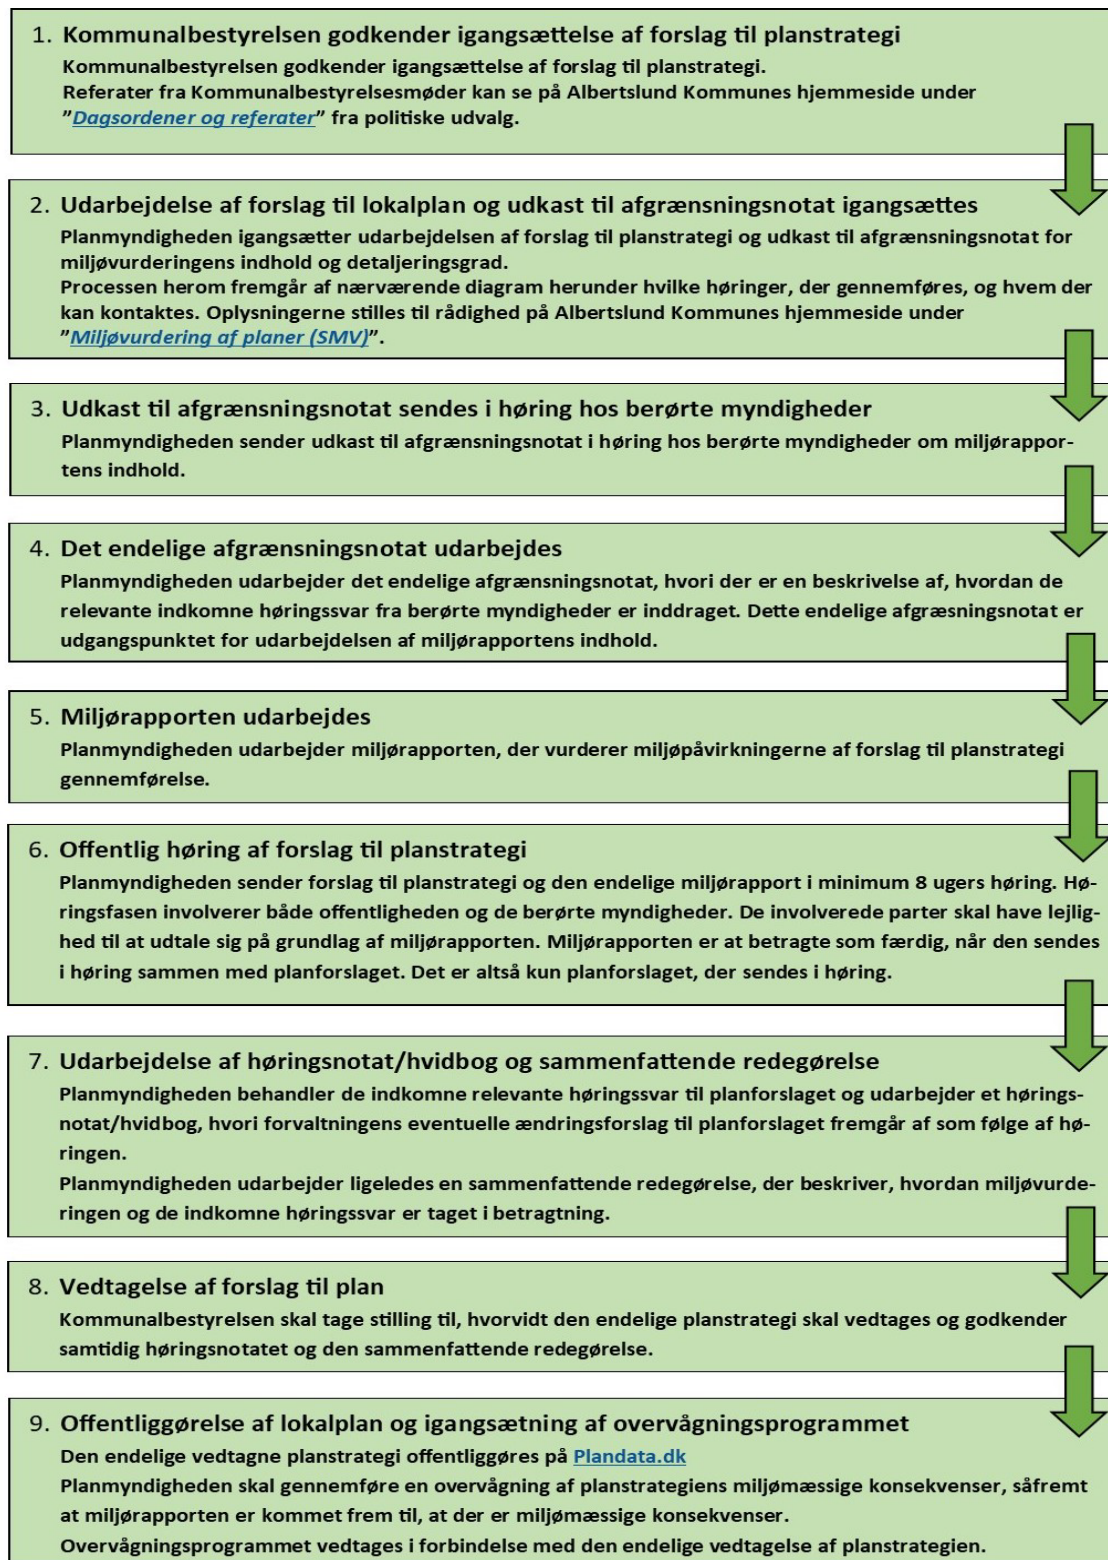 1. Kommunalbestyrelsen godkender igangsættelse af forslag til planstrategi
Kommunalbestyrelsen godkender igangsættelse af forslag til planstrategi.
Referater fra Kommunalbestyrelsesmøder kan se på Albertslund Kommunes hjemmeside under
”Dagsordener og referater” fra politiske udvalg.
2. Udarbejdelse af forslag til lokalplan og udkast til afgrænsningsnotat igangsættes
Planmyndigheden igangsætter udarbejdelsen af forslag til planstrategi og udkast til afgrænsningsnotat for
miljøvurderingens indhold og detaljeringsgrad.
Processen herom fremgår af nærværende diagram herunder hvilke høringer, der gennemføres, og hvem der
kan kontaktes. Oplysningerne stilles til rådighed på Albertslund Kommunes hjemmeside under
”Miljøvurdering af planer (SMV)”.
3. Udkast til afgrænsningsnotat sendes i høring hos berørte myndigheder
Planmyndigheden sender udkast til afgrænsningsnotat i høring hos berørte myndigheder om miljørappor-
tens indhold.
4. Det endelige afgrænsningsnotat udarbejdes
Planmyndigheden udarbejder det endelige afgrænsningsnotat, hvori der er en beskrivelse af, hvordan de
relevante indkomne høringssvar fra berørte myndigheder er inddraget. Dette endelige afgræsningsnotat er
udgangspunktet for udarbejdelsen af miljørapportens indhold.
5. Miljørapporten udarbejdes
Planmyndigheden udarbejder miljørapporten, der vurderer miljøpåvirkningerne af forslag til planstrategi
gennemførelse.
6. Offentlig høring af forslag til planstrategi
Planmyndigheden sender forslag til planstrategi og den endelige miljørapport i minimum 8 ugers høring. Hø-
ringsfasen involverer både offentligheden og de berørte myndigheder. De involverede parter skal have lejlig-
hed til at udtale sig på grundlag af miljørapporten. Miljørapporten er at betragte som færdig, når den sendes
i høring sammen med planforslaget. Det er altså kun planforslaget, der sendes i høring.
7. Udarbejdelse af høringsnotat/hvidbog og sammenfattende redegørelse
Planmyndigheden behandler de indkomne relevante høringssvar til planforslaget og udarbejder et hørings-
notat/hvidbog, hvori forvaltningens eventuelle ændringsforslag til planforslaget fremgår af som følge af hø-
ringen.
Planmyndigheden udarbejder ligeledes en sammenfattende redegørelse, der beskriver, hvordan miljøvurde-
ringen og de indkomne høringssvar er taget i betragtning.
8. Vedtagelse af forslag til plan
Kommunalbestyrelsen skal tage stilling til, hvorvidt den endelige planstrategi skal vedtages og godkender
samtidig høringsnotatet og den sammenfattende redegørelse.
9. Offentliggørelse af lokalplan og igangsætning af overvågningsprogrammet
Den endelige vedtagne planstrategi offentliggøres på Plandata.dk
Planmyndigheden skal gennemføre en overvågning af planstrategiens miljømæssige konsekvenser, såfremt
at miljørapporten er kommet frem til, at der er miljømæssige konsekvenser.
Overvågningsprogrammet vedtages i forbindelse med den endelige vedtagelse af planstrategien.